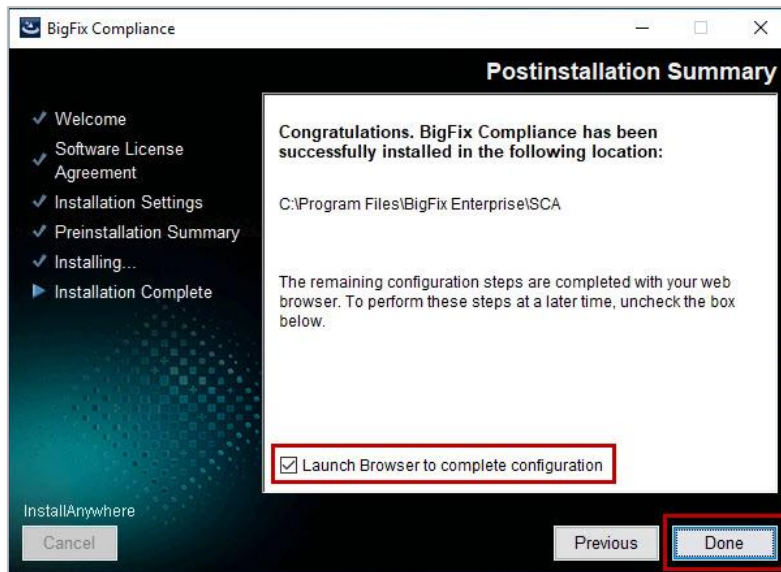 BigFix Compliance
Postinstallation Summary
Welcome
Software License
Agreement
Installation Settings
Preinstallation Summary
Installing...
Installation Complete
Congratulations. BigFix Compliance has been
successfully installed in the following location:
C:\Program Files\BigFix Enterprise\SCA
The remaining configuration steps are completed with your web
browser. To perform these steps at a later time, uncheck the box
below.
Launch Browser to complete configuration
InstallAnywhere
Cancel
Previous
Done